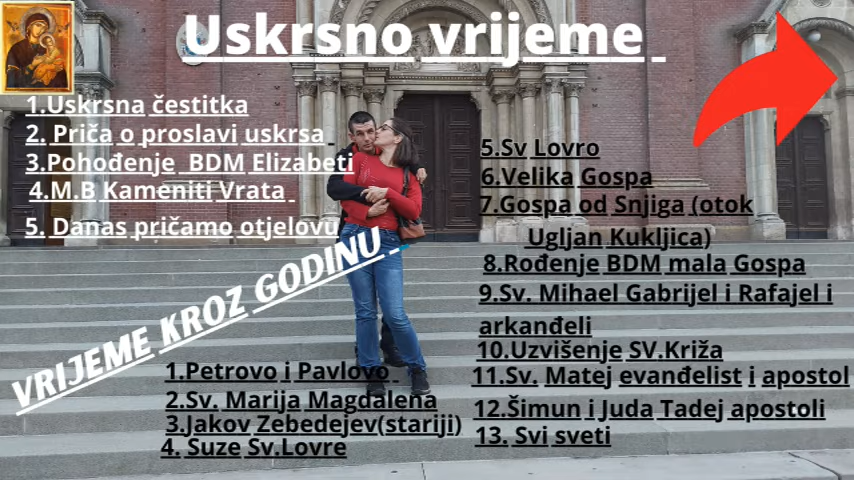 Uskrsno vrijeme
1.Uskrsna čestitka
2. Priča o proslavi uskrsa
3.Pohođenje BDM Elizabeti
4.M.B Kameniti Vrata
5. Danas pričamo otjelovu
VRIJEME KROZ GODINU -
1.Petrovo i Pavlovo
2.Sv. Marija Magdalena
3.Jakov Zebedejev(stariji)
4. Suze Sv.Lovre
5.Sv Lovro
6.Velika Gospa
7.Gospa od Snjiga (otok
Ugljan Kukljica)
8.Rođenje BDM mala Gospa
9.Sv. Mihael Gabrijel i Rafajel i
arkanđeli
10.Uzvišenje SV.Križa
11.Sv. Matej evanđelist i apostol
12.Šimun i Juda Tadej apostoli
13. Svi sveti